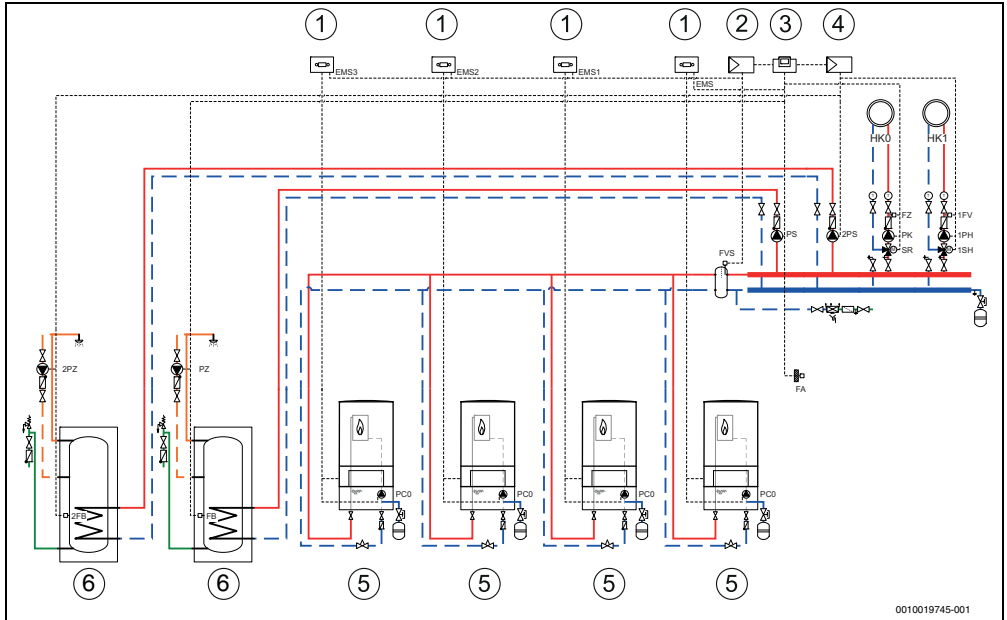 1 1 1 1 2 3 4
EMS3 EMS2 EMS1 EMS
HK0 HK1
FZ 1FV
PS 2PS PK 1PH
SR 1SH
FVS
2PZ PZ
FA
PC0 PC0 PC0 PC0
2FB FB
6 6 5 5 5 5
0010019745-001